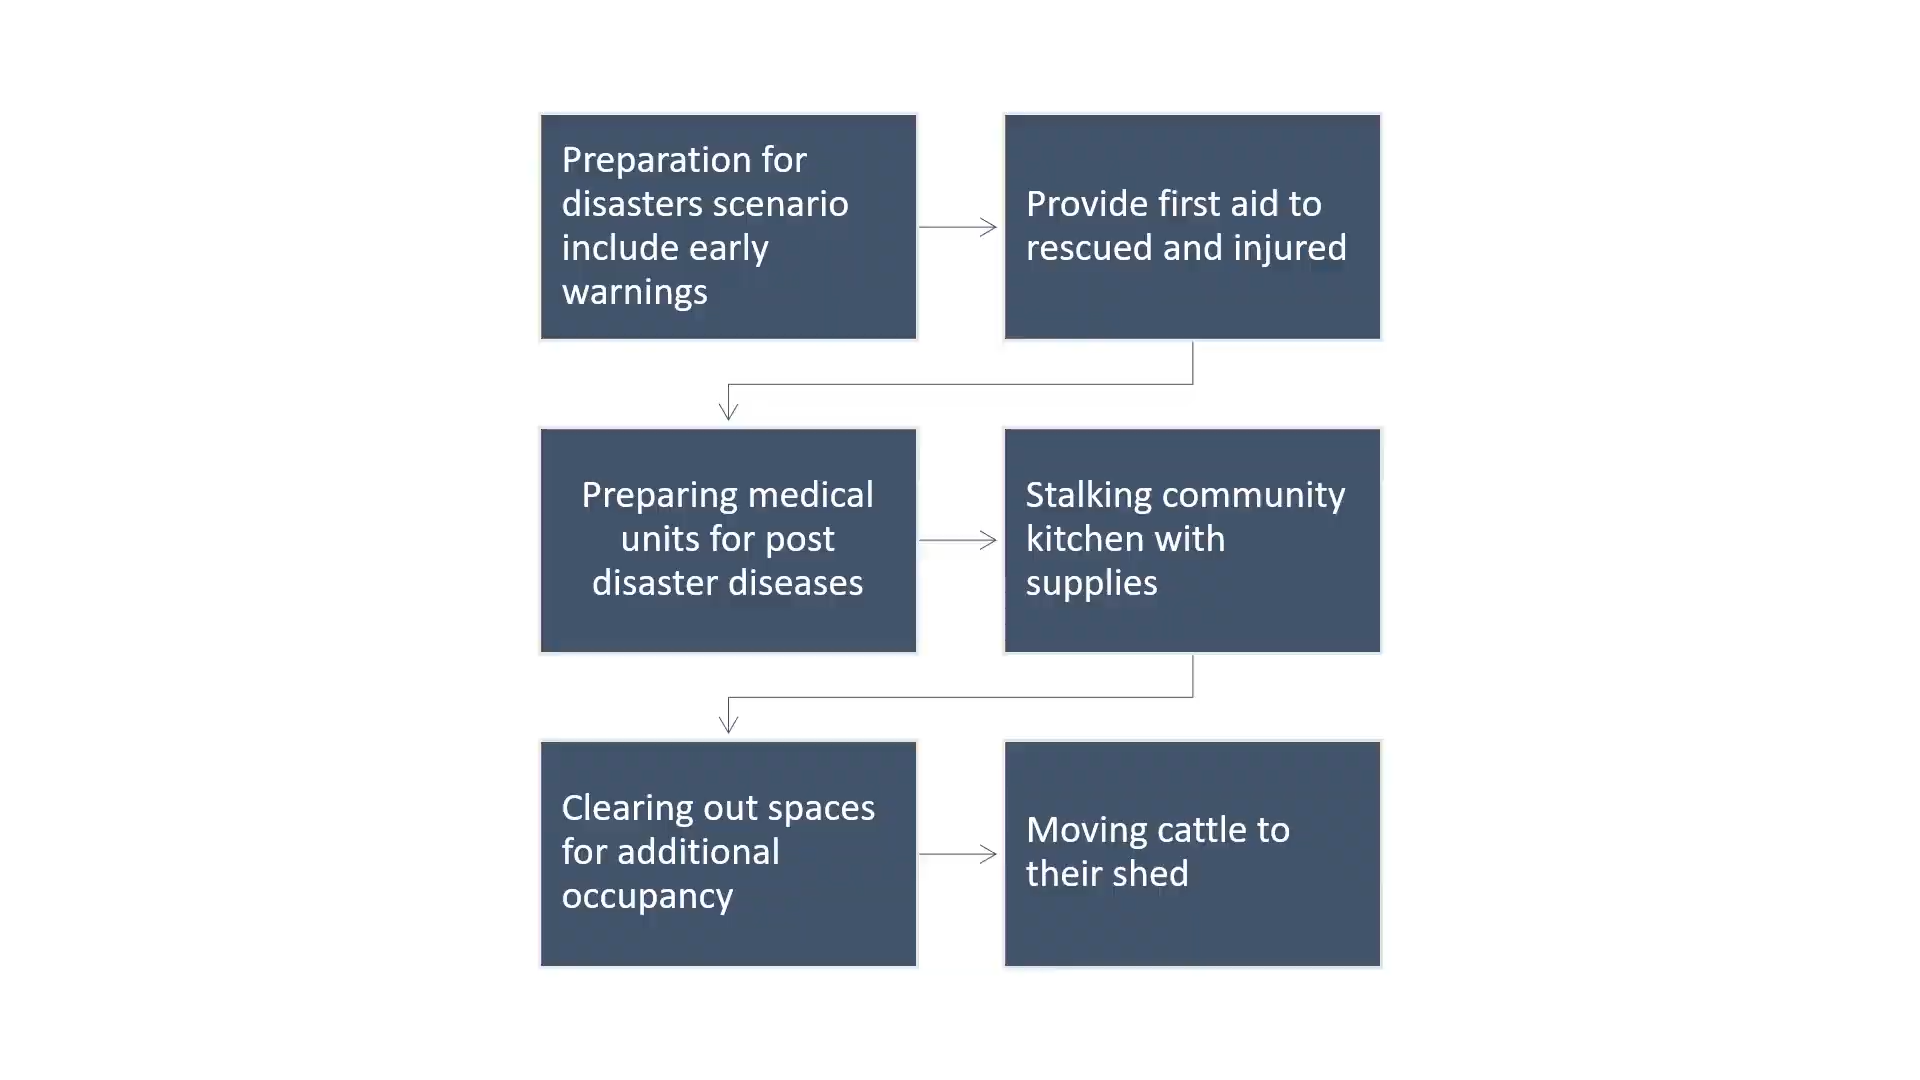 Preparation for
disasters scenario
include early
warnings
Provide first aid to
rescued and injured
Preparing medical
units for post
disaster diseases
Stalking community
kitchen with
supplies
Clearing out spaces
for additional
occupancy
Moving cattle to
their shed